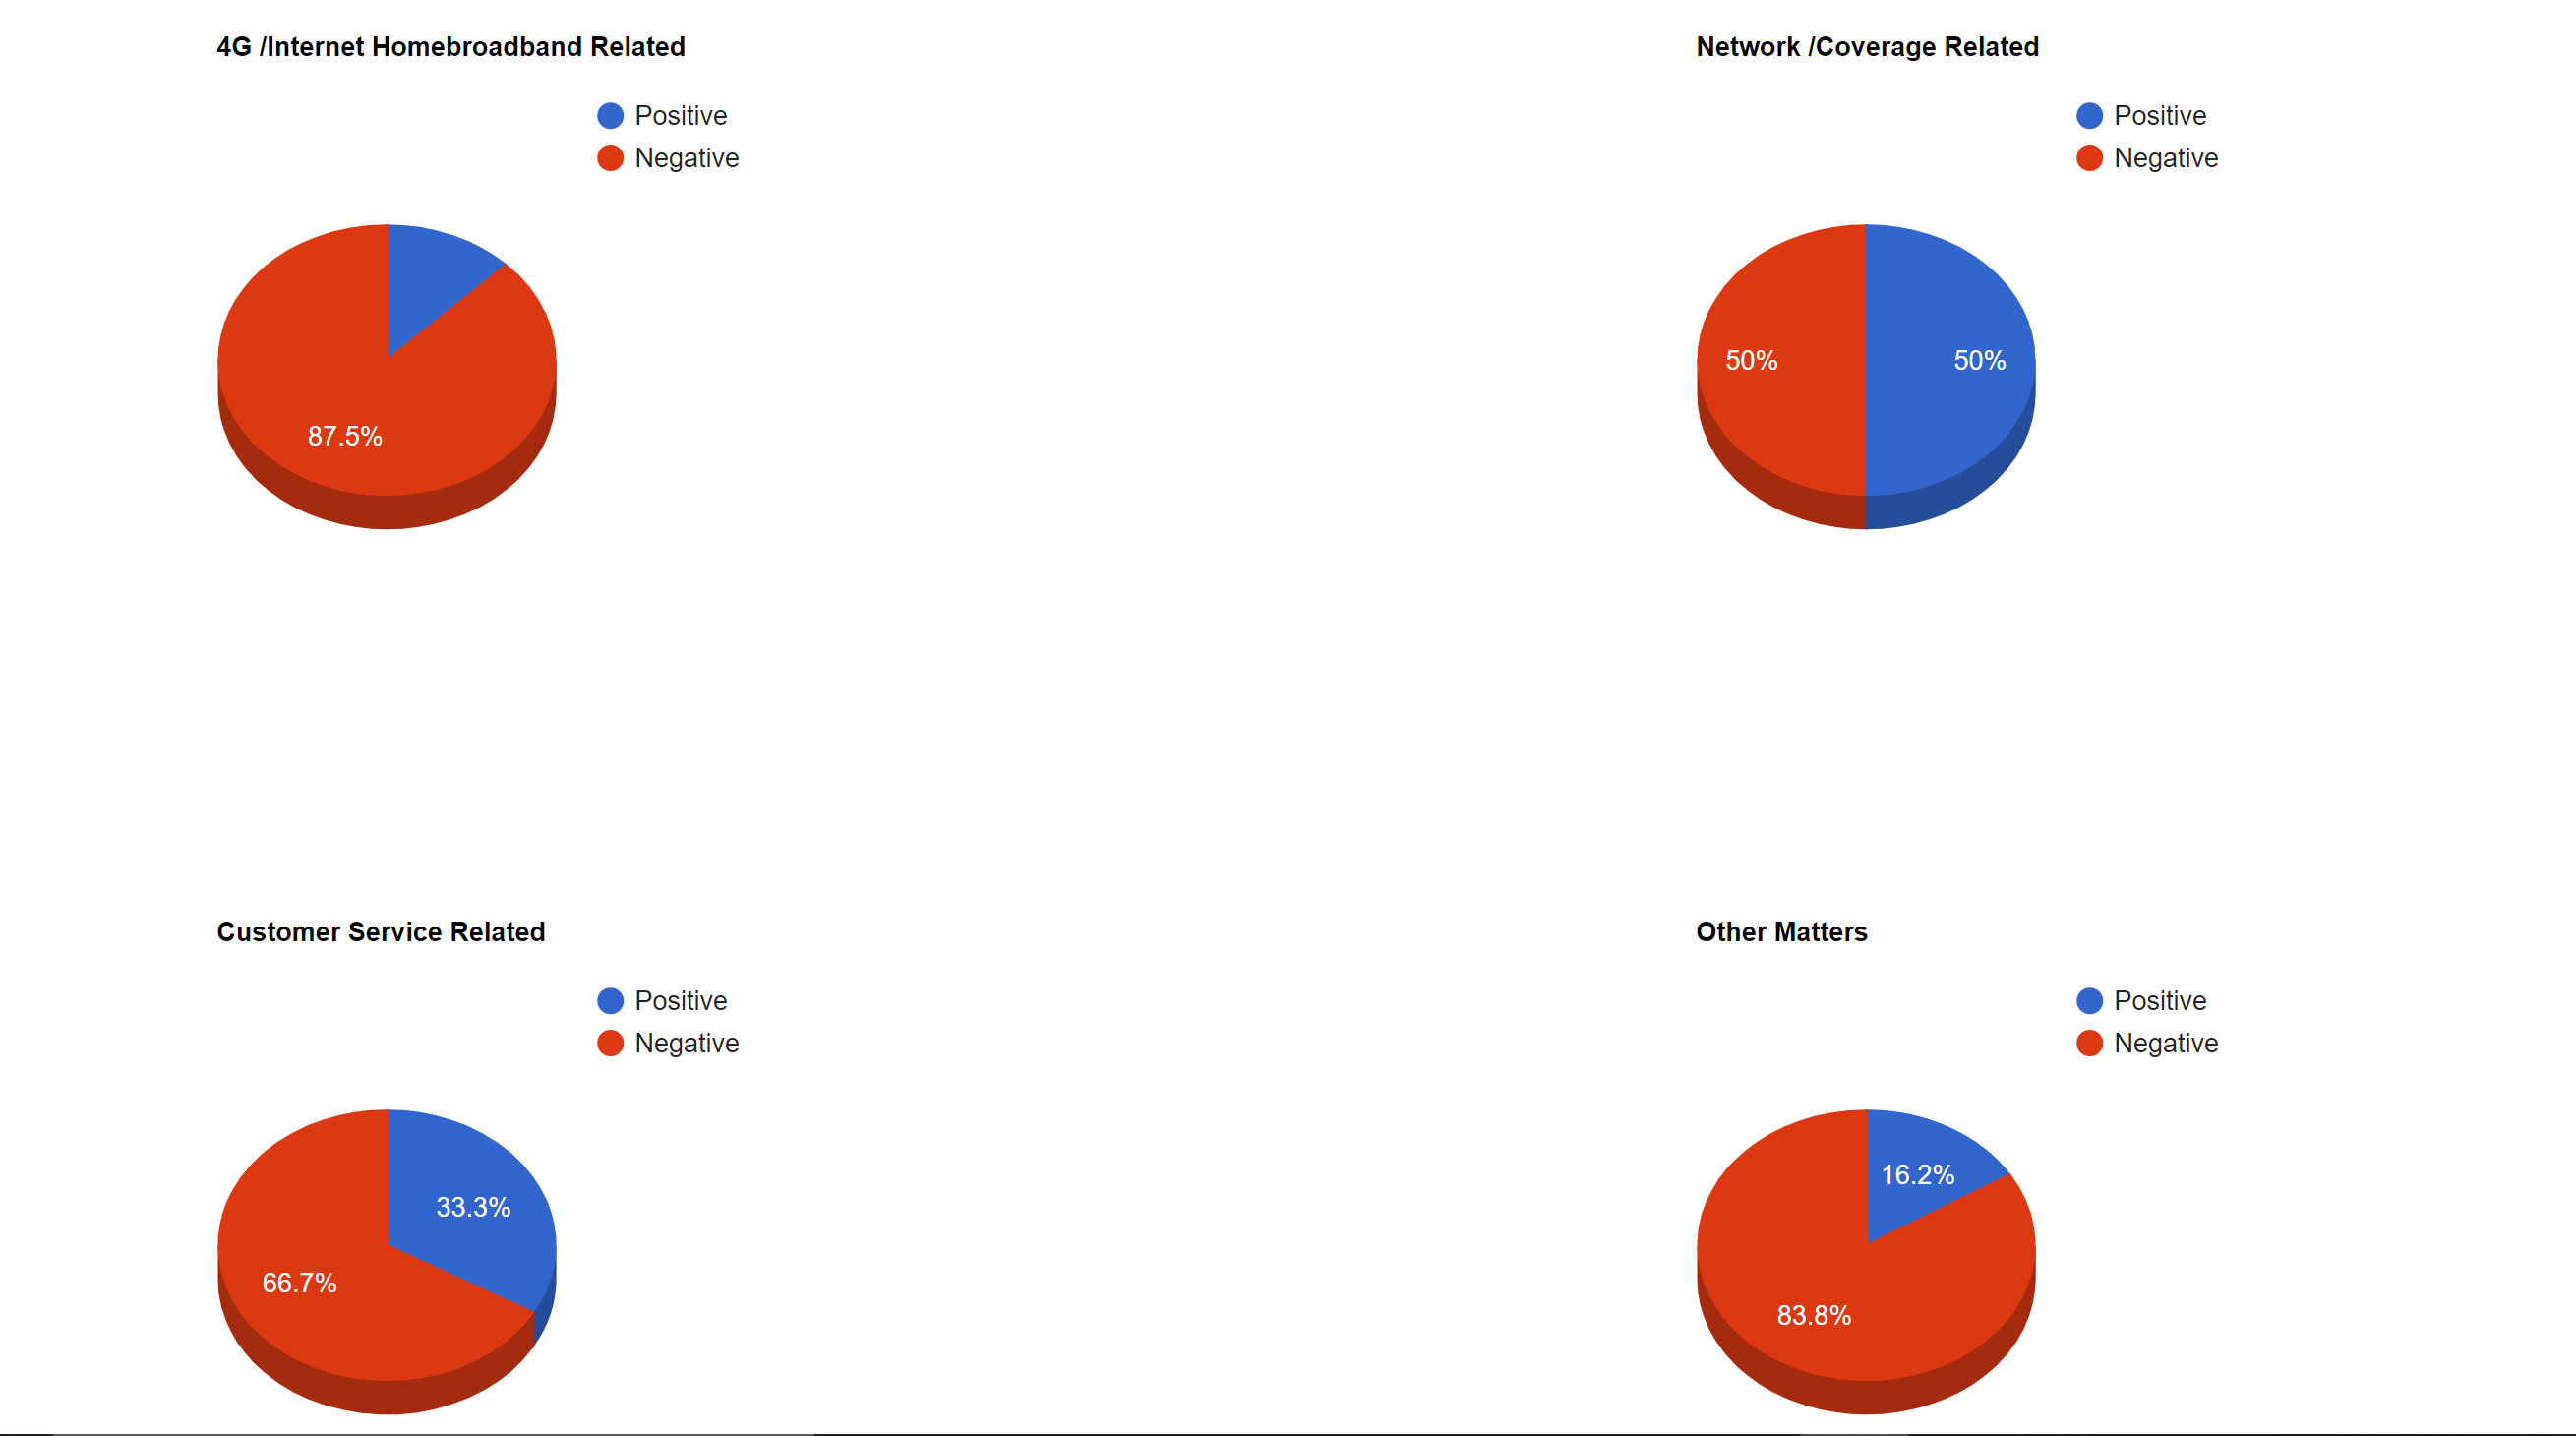 4G /Internet Homebroadband Related
Positive
Negative
87.5%
Network /Coverage Related
Positive
Negative
50%
50%
Customer Service Related
Positive
Negative
33.3%
66.7%
Other Matters
Positive
Negative
16.2%
83.8%